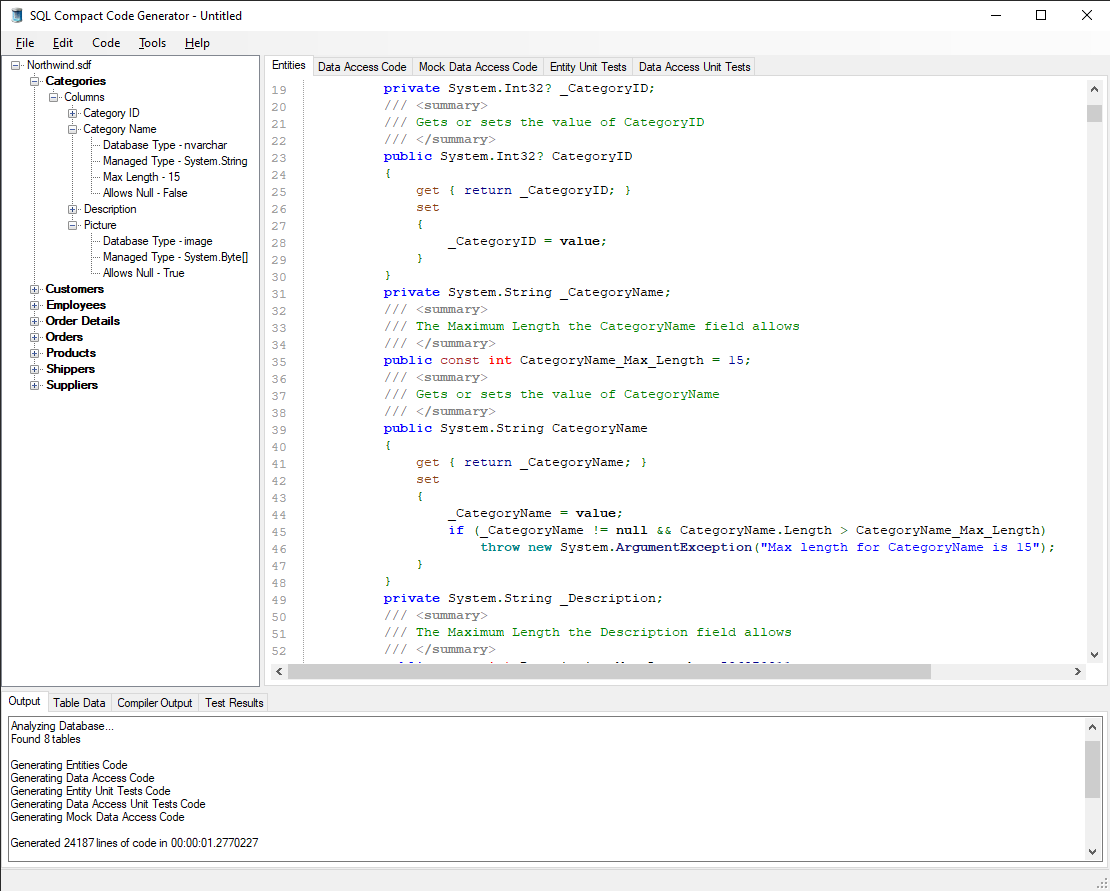 SQL Compact Code Generator - Untitled
File Edit Code Tools Help
Northwind.sdf
Categories
Columns
Category ID
Category Name
Database Type - nvarchar
Managed Type - System.String
Max Length - 15
Allows Null - False
Description
Picture
Database Type - image
Managed Type - System.Byte[]
Allows Null - True
Customers
Employees
Order Details
Orders
Products
Shippers
Suppliers
Entities Data Access Code Mock Data Access Code Entity Unit Tests Data Access Unit Tests
19 private System.Int32? _CategoryID;
20 /// <summary>
21 /// Gets or sets the value of CategoryID
22 /// </summary>
23 public System.Int32? CategoryID
24 {
25 get { return _CategoryID; }
26 set
27 {
28 _CategoryID = value;
29 }
30 }
31 private System.String _CategoryName;
32 /// <summary>
33 /// The Maximum Length the CategoryName field allows
34 /// </summary>
35 public const int CategoryName_Max_Length = 15;
36 /// <summary>
37 /// Gets or sets the value of CategoryName
38 /// </summary>
39 public System.String CategoryName
40 {
41 get { return _CategoryName; }
42 set
43 {
44 _CategoryName = value;
45 if (_CategoryName != null && CategoryName.Length > CategoryName_Max_Length)
46 throw new System.ArgumentException("Max length for CategoryName is 15");
47 }
48 }
49 private System.String _Description;
50 /// <summary>
51 /// The Maximum Length the Description field allows
52 /// </summary>
Output Table Data Compiler Output Test Results
Analyzing Database...
Found 8 tables
Generating Entities Code
Generating Data Access Code
Generating Entity Unit Tests Code
Generating Data Access Unit Tests Code
Generating Mock Data Access Code
Generated 24187 lines of code in 00:00:01.2770227